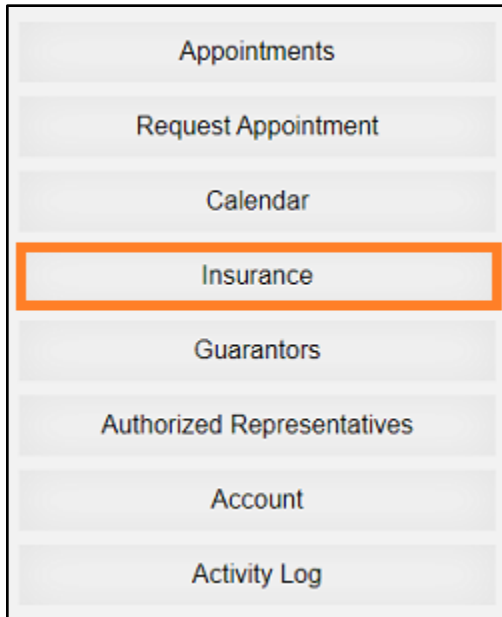 Appointments
Request Appointment
Calendar
Insurance
Guarantors
Authorized Representatives
Account
Activity Log